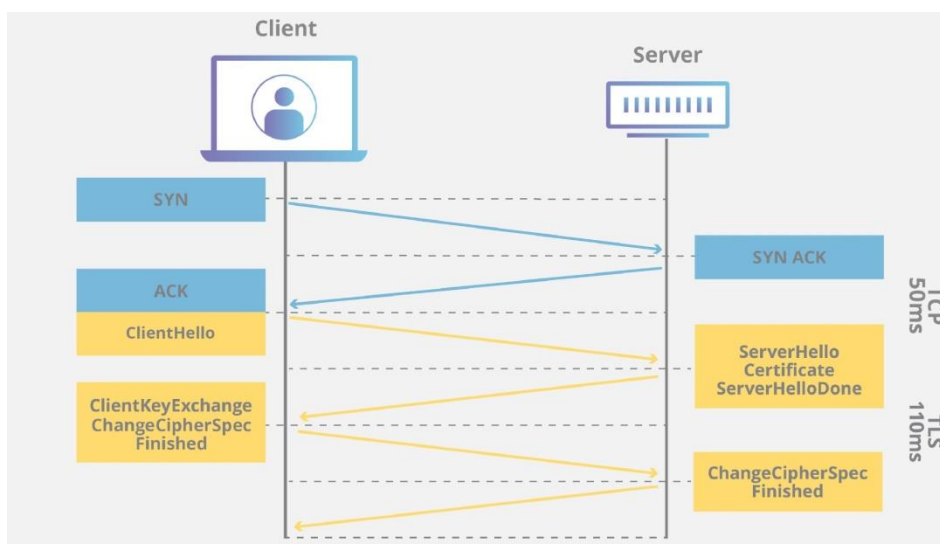 Client
Server
SYN
SYN ACK
ACK
ClientHello
TCP
50ms
ServerHello
Certificate
ServerHelloDone
ClientKeyExchange
ChangeCipherSpec
Finished
TLS
110ms
ChangeCipherSpec
Finished